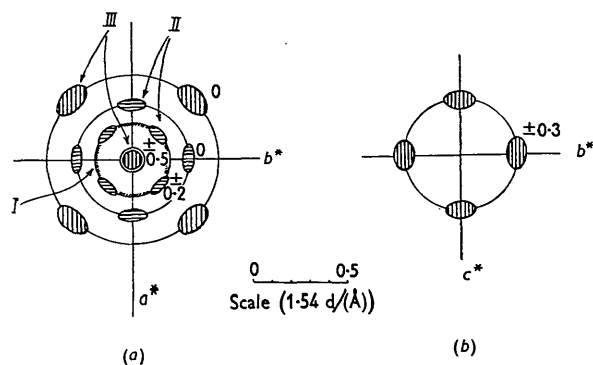 III II
0
0
b*
±
0·5
±
0·2
I
a*
(a)
±0·3
b*
c*
(b)
0 0·5
Scale (1·54 d/(Å)